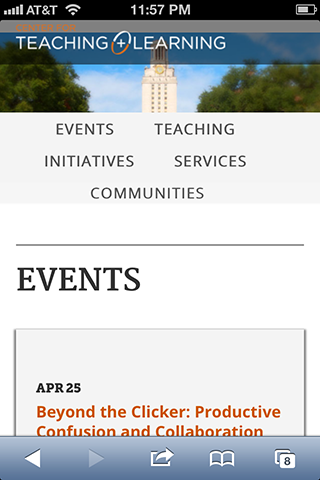 AT&T 11:57 PM
CENTER FOR
TEACHING + LEARNING
EVENTS TEACHING
INITIATIVES SERVICES
COMMUNITIES
EVENTS
APR 25
Beyond the Clicker: Productive
Confusion and Collaboration
8